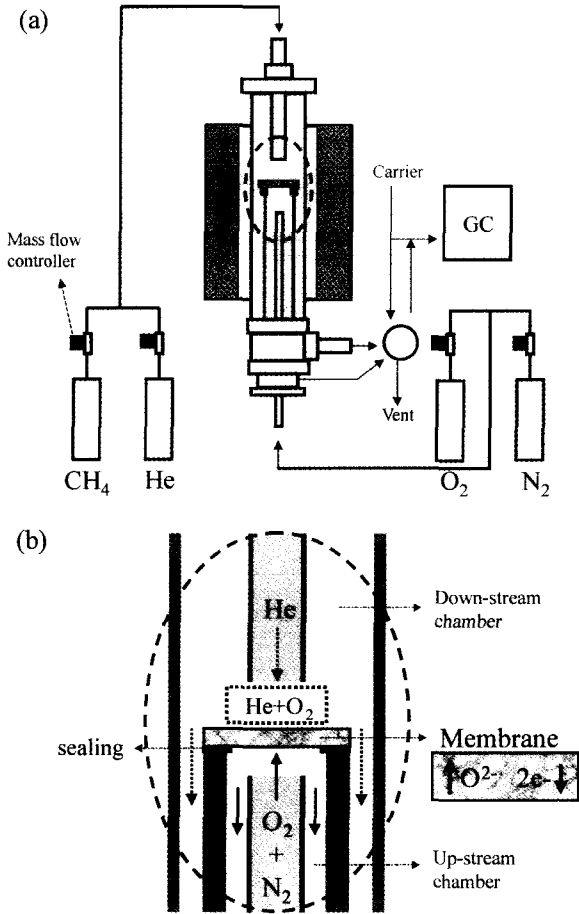 (a)
Carrier
GC
Mass flow
controller
Vent
CH4
He
O2
N2
(b)
He
Down-stream
chamber
He+O2
sealing
Membrane
O2- 2e-
O2
+
N2
Up-stream
chamber